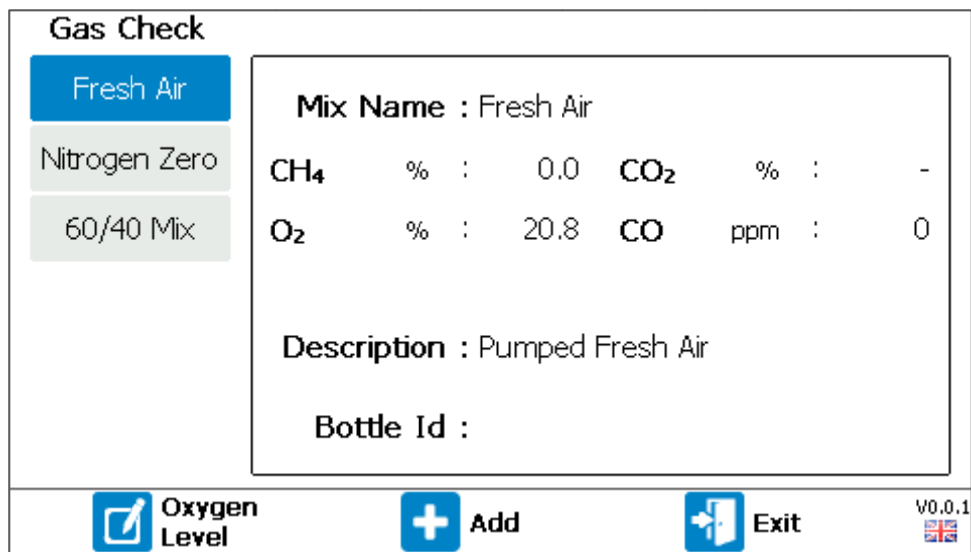 Gas Check
Fresh Air
Nitrogen Zero
60/40 Mix
Mix Name : Fresh Air
CH₄ % : 0.0 CO₂ % : -
O₂ % : 20.8 CO ppm : 0
Description : Pumped Fresh Air
Bottle Id :
Oxygen
Level
Add
Exit
V0.0.1